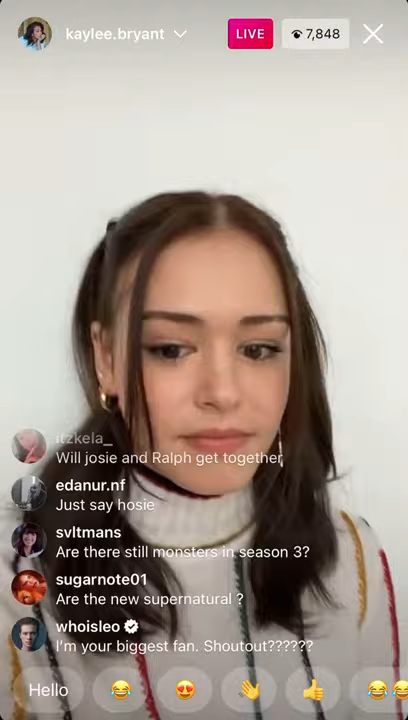 kaylee.bryant
LIVE
7,848
itzkela_
Will josie and Ralph get together
edanur.nf
Just say hosie
svltmans
Are there still monsters in season 3?
sugarnote01
Are the new supernatural ?
whoisleo
I'm your biggest fan. Shoutout??????
Hello